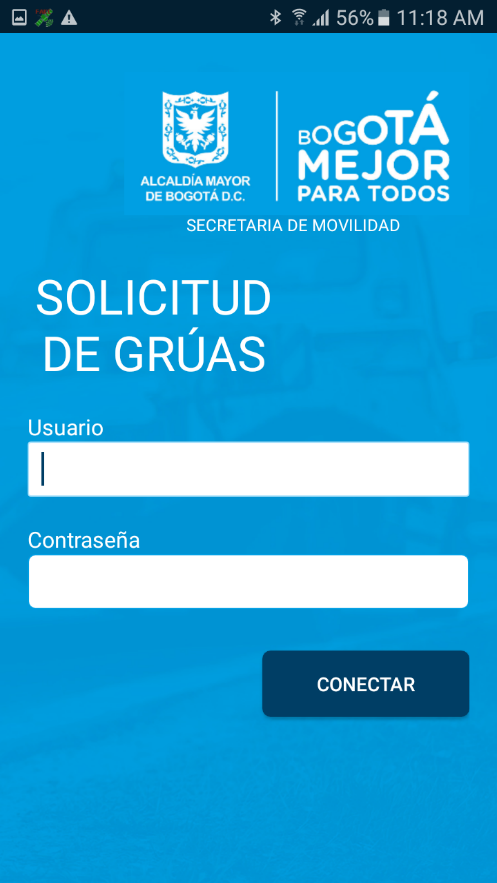 56% 11:18 AM
ALCALDÍA MAYOR
DE BOGOTÁ D.C.
BOGOTÁ
MEJOR
PARA TODOS
SECRETARIA DE MOVILIDAD
SOLICITUD
DE GRÚAS
Usuario
Contraseña
CONECTAR